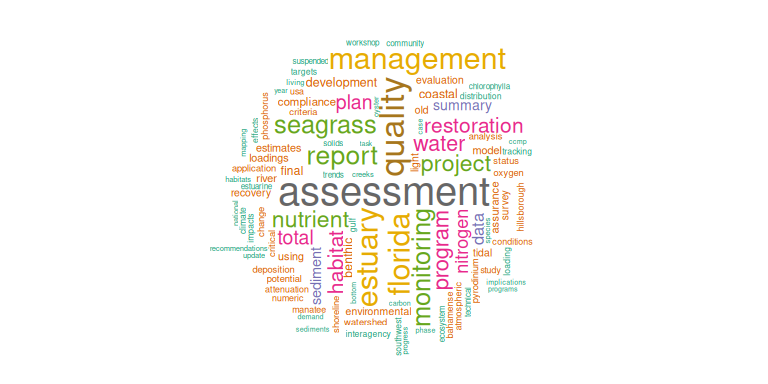 workshop
community
management
suspended
targets
living
development
evaluation
chlorophylla
year
usa
quality
coastal
distribution
compliance
plan
oyster
old
summary
criteria
phosphorus
seagrass
case
restoration
effects
mapping
solids
task
water
analysis
ccmp
estimates
report
light
model
tracking
loadings
project
status
application
final
trends
creeks
oxygen
habitats
river
estuarine
assessment
recovery
assurance
survey
hillsborough
national
climate
change
impacts
nutrient
gulf
estuary
florida
monitoring
program
nitrogen
data
species
total
habitat
benthic
conditions
recommendations
update
critical
using
sediment
tidal
loading
deposition
potential
attenuation
numeric
bottom
pyrodinium
study
implications
programs
manatee
demand
sediments
shoreline
carbon
environmental
watershed
interagency
southwest
progress
phase
ecosystem
bahamense
atmospheric
technical